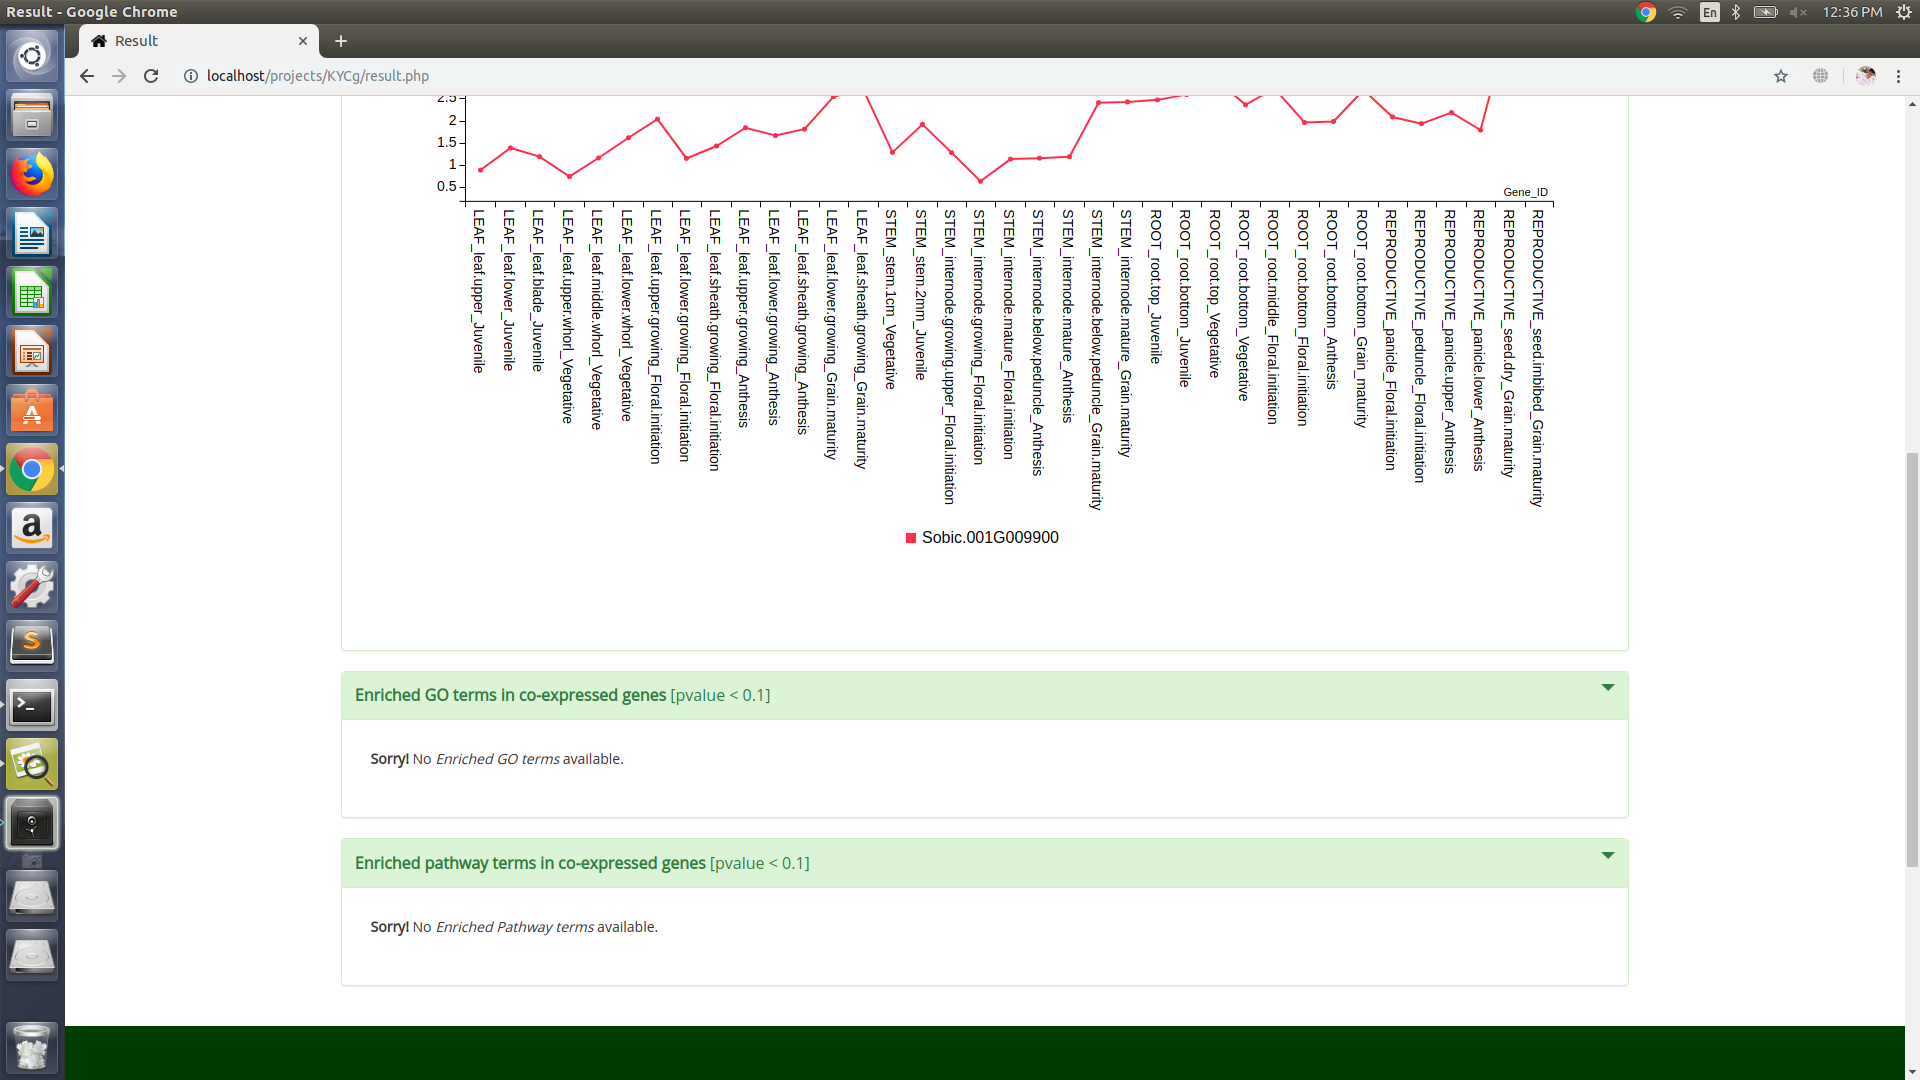 Result - Google Chrome
En
12:36 PM
Result
localhost/projects/KYCg/result.php
2.5
2
1.5
1
0.5
Gene_ID
LEAF_leaf.upper_Juvenile
LEAF_leaf.lower_Juvenile
LEAF_leaf.blade_Juvenile
LEAF_leaf.upper.whorl_Vegetative
LEAF_leaf.middle.whorl_Vegetative
LEAF_leaf.lower.whorl_Vegetative
LEAF_leaf.upper.growing_Floral.initiation
LEAF_leaf.lower.growing_Floral.initiation
LEAF_leaf.sheath.growing_Floral.initiation
LEAF_leaf.upper.growing_Anthesis
LEAF_leaf.lower.growing_Anthesis
LEAF_leaf.sheath.growing_Anthesis
LEAF_leaf.lower.growing_Grain.maturity
LEAF_leaf.sheath.growing_Grain.maturity
STEM_stem.1cm_Vegetative
STEM_stem.2mm_Juvenile
STEM_internode.growing.upper_Floral.initiation
STEM_internode.growing_Floral.initiation
STEM_internode.mature_Floral.initiation
STEM_internode.below.peduncle_Anthesis
STEM_internode.mature_Anthesis
STEM_internode.below.peduncle_Grain.maturity
STEM_internode.mature_Grain.maturity
ROOT_root.top_Juvenile
ROOT_root.bottom_Juvenile
ROOT_root.top_Vegetative
ROOT_root.bottom_Vegetative
ROOT_root.middle_Floral.initiation
ROOT_root.bottom_Floral.initiation
ROOT_root.bottom_Anthesis
ROOT_root.bottom_Grain_maturity
REPRODUCTIVE_panicle_Floral.initiation
REPRODUCTIVE_peduncle_Floral.initiation
REPRODUCTIVE_panicle.upper_Anthesis
REPRODUCTIVE_panicle.lower_Anthesis
REPRODUCTIVE_seed.dry_Grain.maturity
REPRODUCTIVE_seed.imbibed_Grain.maturity
Sobic.001G009900
Enriched GO terms in co-expressed genes [pvalue < 0.1]
Sorry! No Enriched GO terms available.
Enriched pathway terms in co-expressed genes [pvalue < 0.1]
Sorry! No Enriched Pathway terms available.